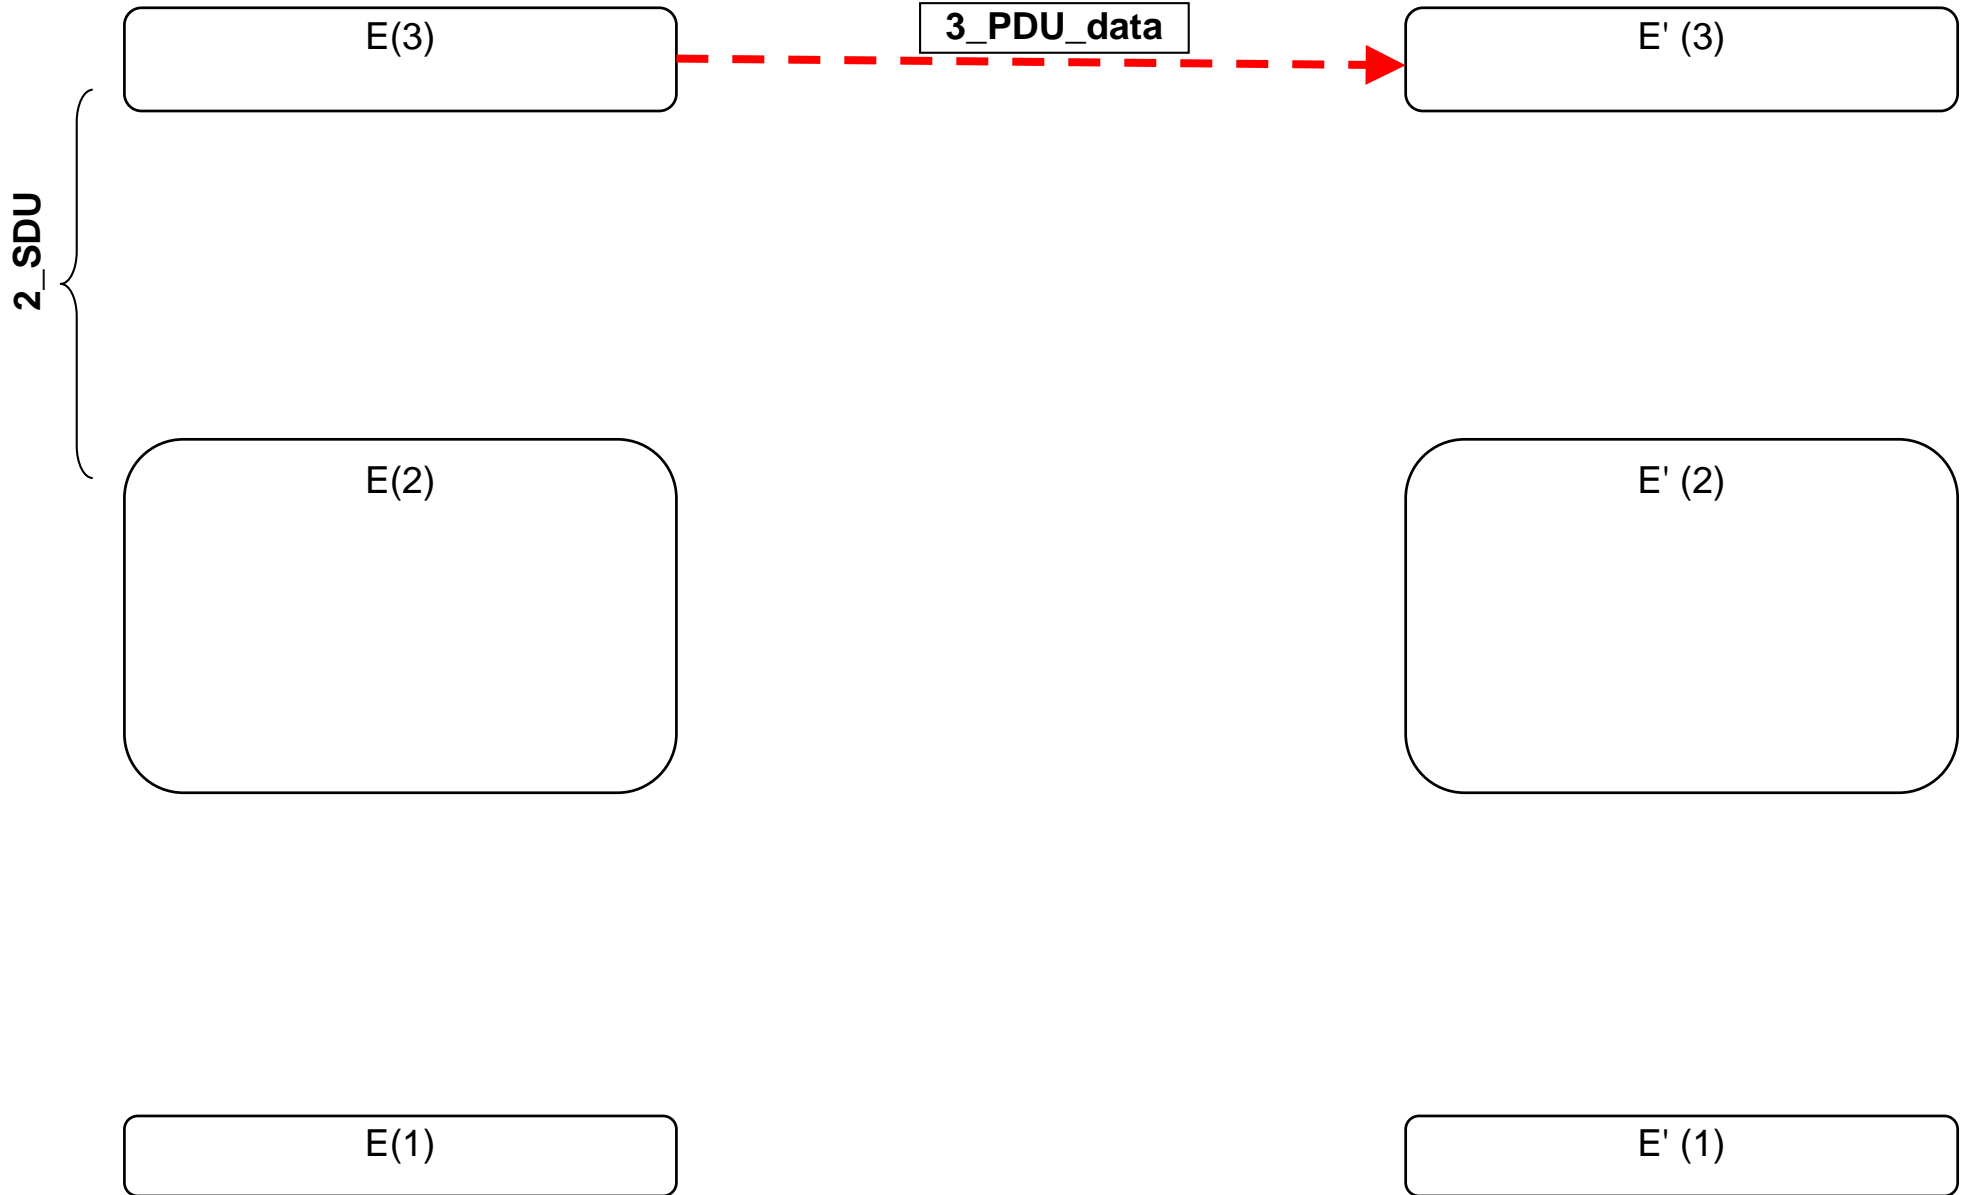 E(3)
3_PDU_data
E' (3)
2_SDU
E(2)
E' (2)
E(1)
E' (1)